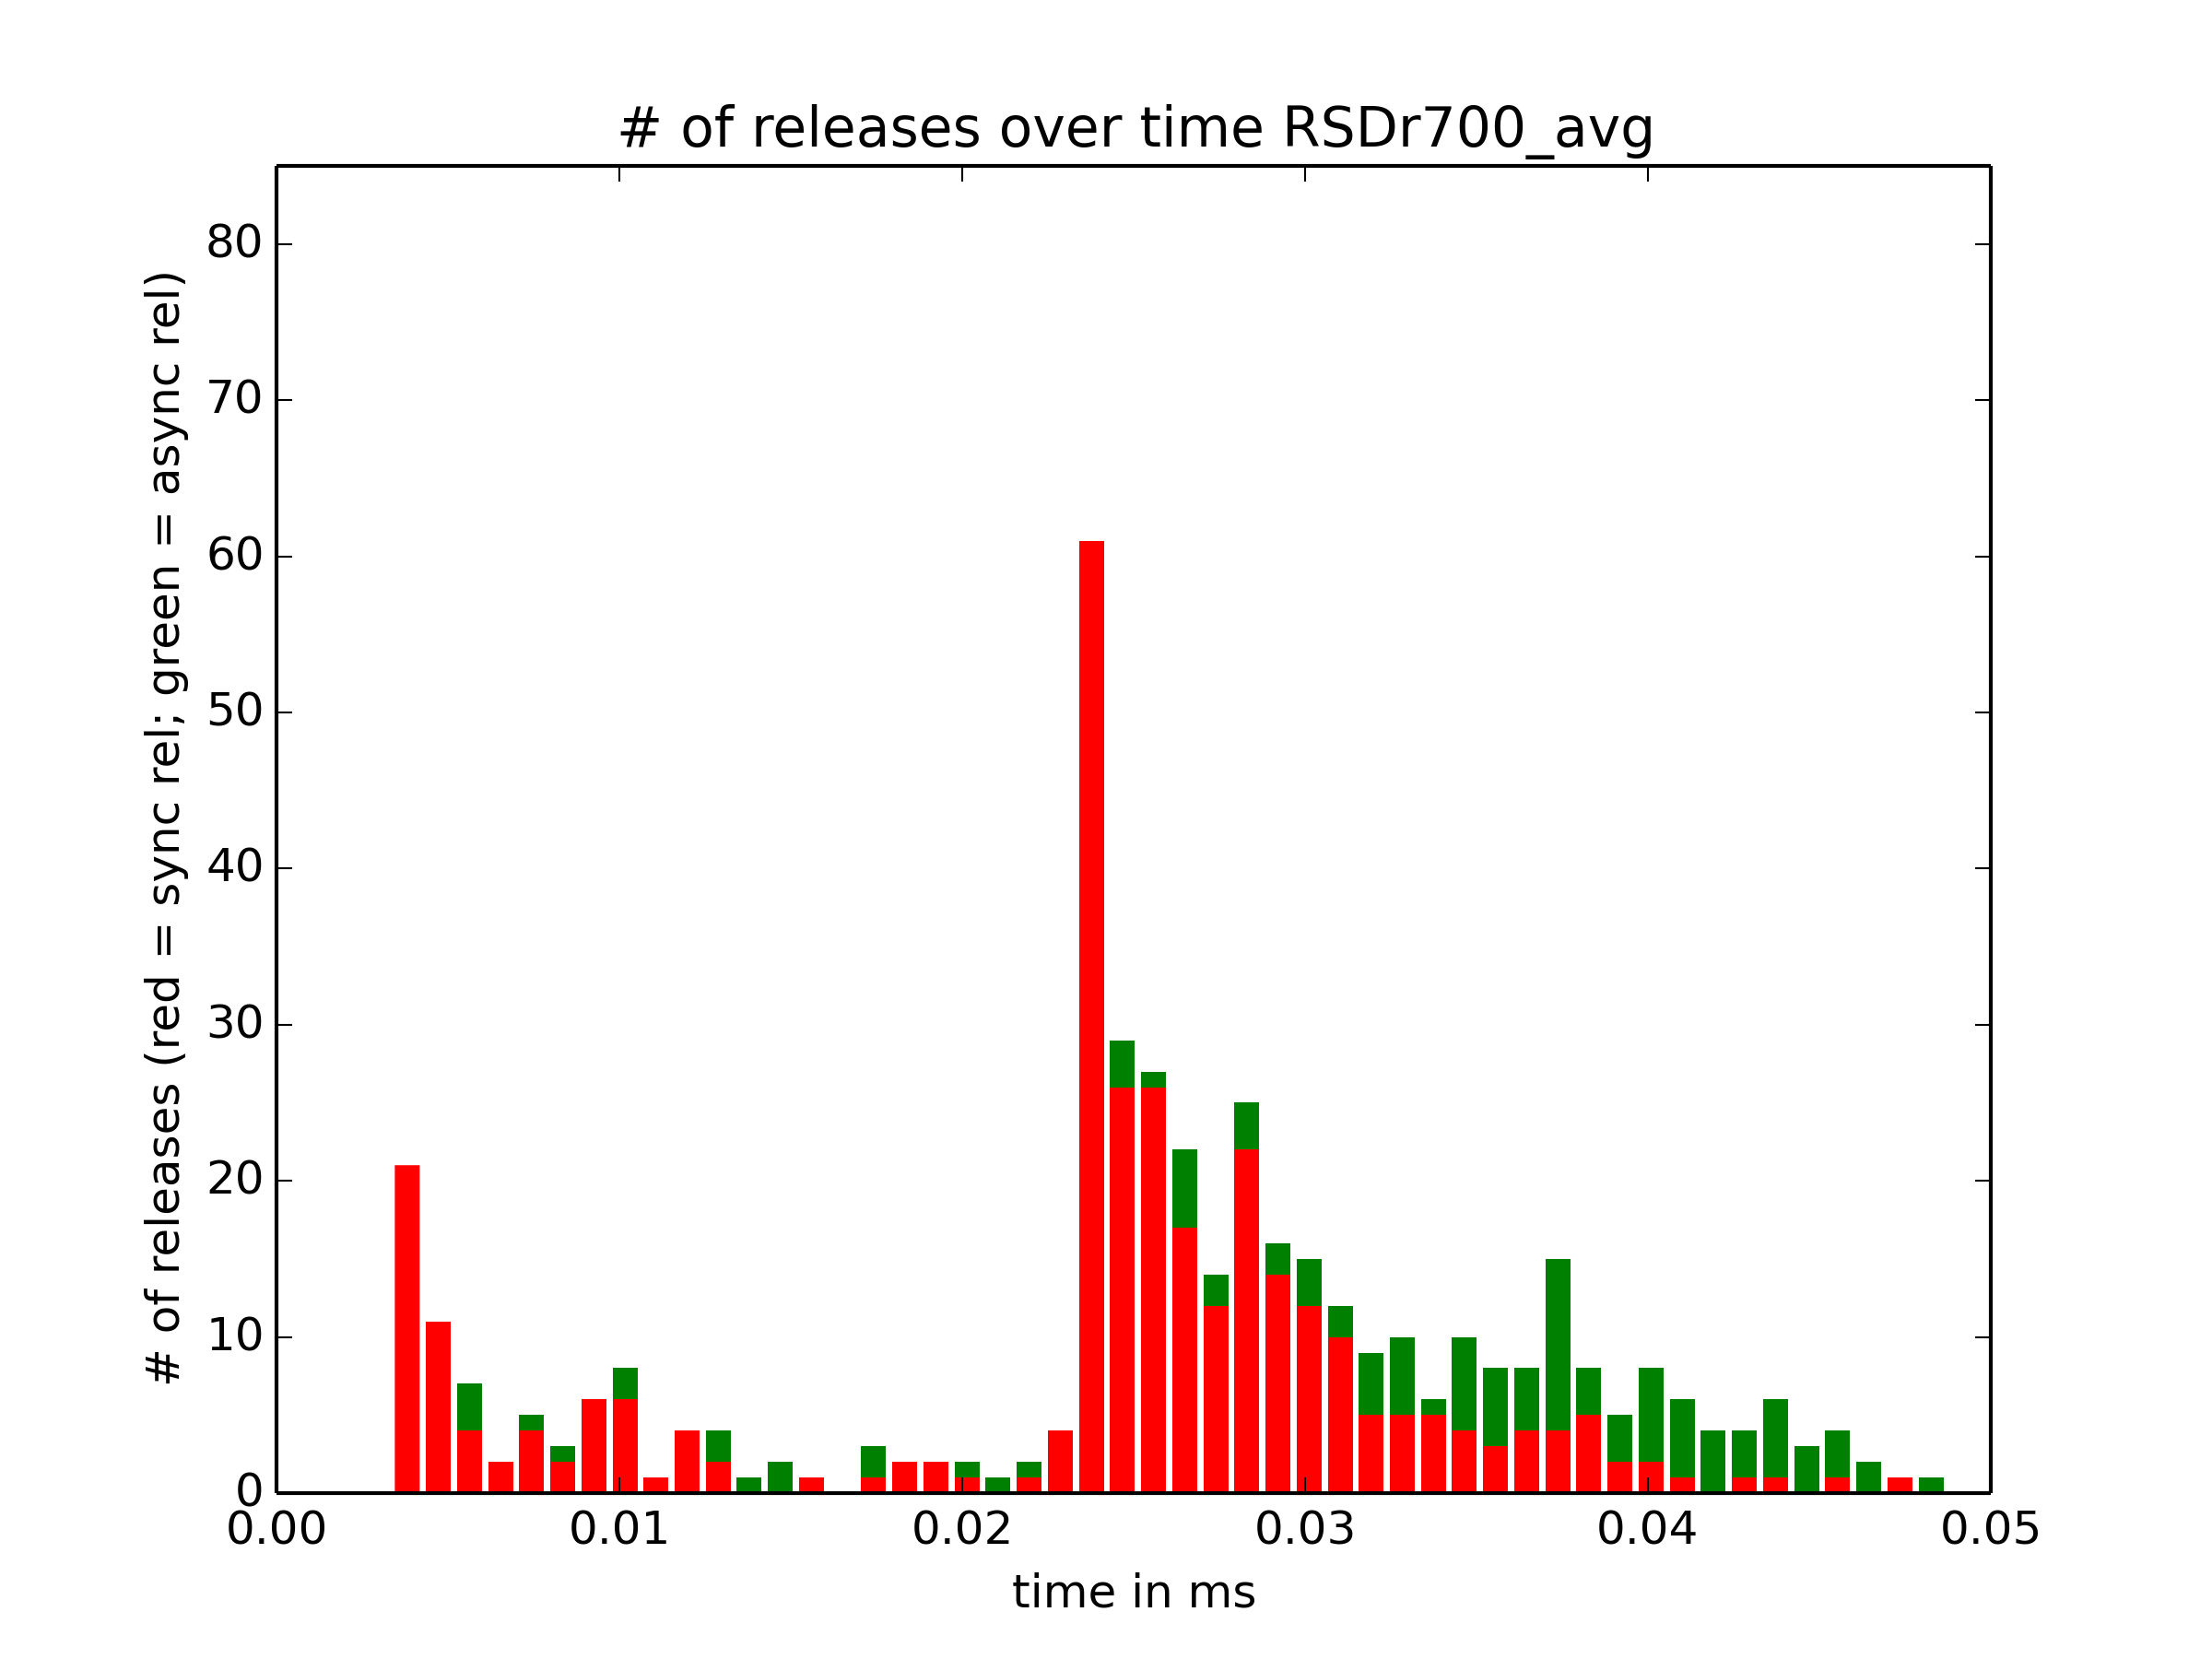 # of releases over time RSDr700_avg
# of releases (red = sync rel; green = async rel)
80
70
60
50
40
30
20
10
0
0.00 0.01 0.02 0.03 0.04 0.05
time in ms